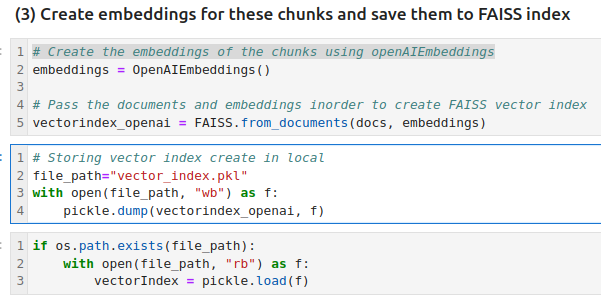 (3) Create embeddings for these chunks and save them to FAISS index
1 # Create the embeddings of the chunks using openAIEmbeddings
2 embeddings = OpenAIEmbeddings()
3
4 # Pass the documents and embeddings inorder to create FAISS vector index
5 vectorindex_openai = FAISS.from_documents(docs, embeddings)
1 # Storing vector index create in local
2 file_path="vector_index.pkl"
3 with open(file_path, "wb") as f:
4     pickle.dump(vectorindex_openai, f)
1 if os.path.exists(file_path):
2     with open(file_path, "rb") as f:
3         vectorIndex = pickle.load(f)